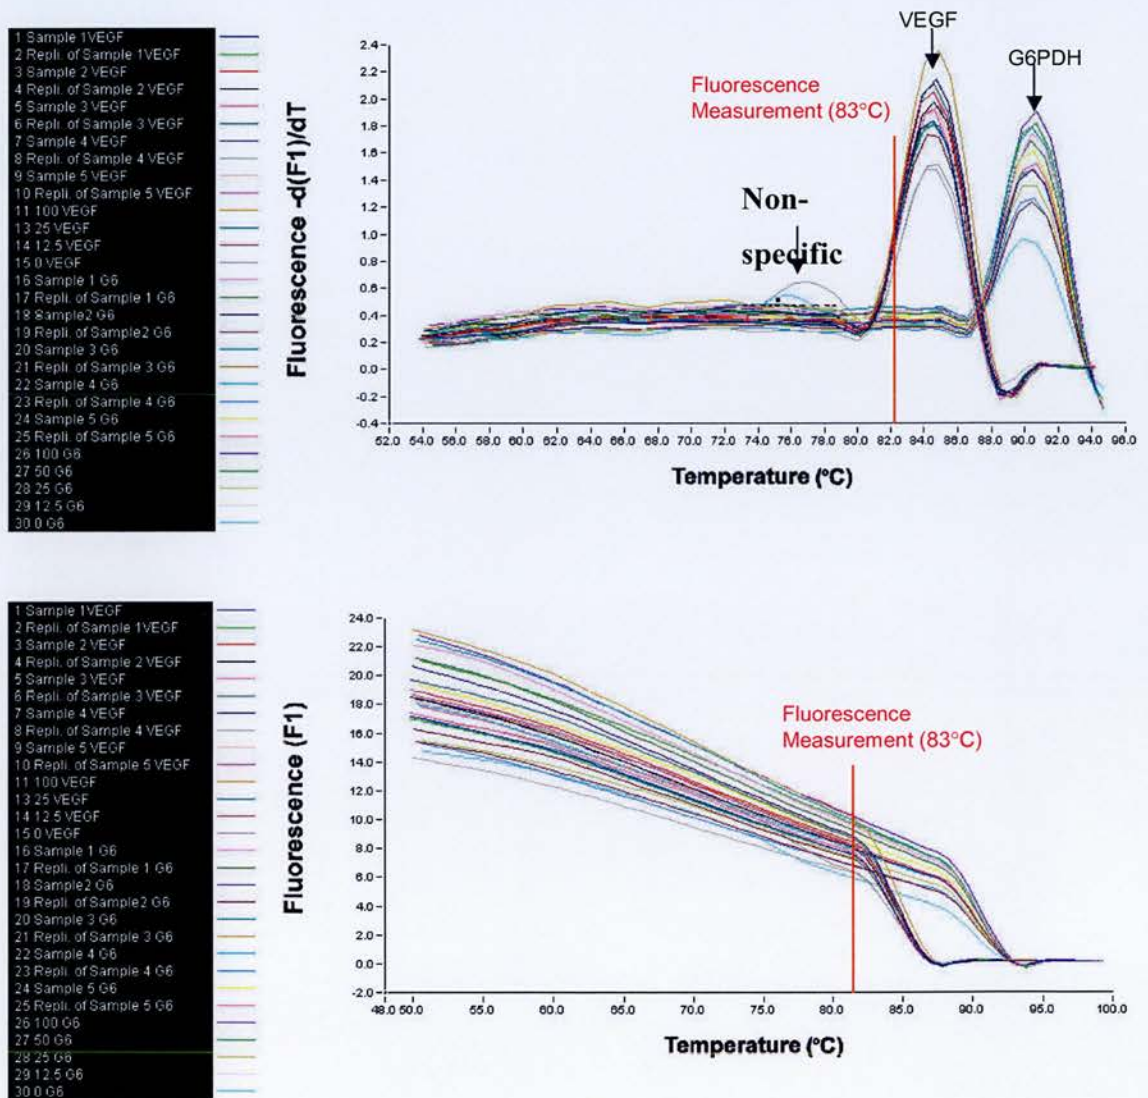 1 Sample 1VEGF
2 Repli. of Sample 1VEGF
3 Sample 2 VEGF
4 Repli. of Sample 2 VEGF
5 Sample 3 VEGF
6 Repli. of Sample 3 VEGF
7 Sample 4 VEGF
8 Repli. of Sample 4 VEGF
9 Sample 5 VEGF
10 Repli. of Sample 5 VEGF
11 100 VEGF
13 25 VEGF
14 12.5 VEGF
15 0 VEGF
16 Sample 1 G6
17 Repli. of Sample 1 G6
18 Sample2 G6
19 Repli. of Sample2 G6
20 Sample 3 G6
21 Repli. of Sample 3 G6
22 Sample 4 G6
23 Repli. of Sample 4 G6
24 Sample 5 G6
25 Repli. of Sample 5 G6
26 100 G6
27 50 G6
28 25 G6
29 12.5 G6
30 0 G6
Fluorescence -d(F1)/dT
2.4
2.2
2.0
1.8
1.6
1.4
1.2
1.0
0.8
0.6
0.4
0.2
0.0
-0.2
-0.4
VEGF
G6PDH
Fluorescence
Measurement (83°C)
Non-
specific
52.0 54.0 56.0 58.0 60.0 62.0 64.0 66.0 68.0 70.0 72.0 74.0 76.0 78.0 80.0 82.0 84.0 86.0 88.0 90.0 92.0 94.0 96.0
Temperature (°C)
1 Sample 1VEGF
2 Repli. of Sample 1VEGF
3 Sample 2 VEGF
4 Repli. of Sample 2 VEGF
5 Sample 3 VEGF
6 Repli. of Sample 3 VEGF
7 Sample 4 VEGF
8 Repli. of Sample 4 VEGF
9 Sample 5 VEGF
10 Repli. of Sample 5 VEGF
11 100 VEGF
13 25 VEGF
14 12.5 VEGF
15 0 VEGF
16 Sample 1 G6
17 Repli. of Sample 1 G6
18 Sample2 G6
19 Repli. of Sample2 G6
20 Sample 3 G6
21 Repli. of Sample 3 G6
22 Sample 4 G6
23 Repli. of Sample 4 G6
24 Sample 5 G6
25 Repli. of Sample 5 G6
26 100 G6
27 50 G6
28 25 G6
29 12.5 G6
30 0 G6
Fluorescence (F1)
24.0
22.0
20.0
18.0
16.0
14.0
12.0
10.0
8.0
6.0
4.0
2.0
0.0
-2.0
Fluorescence
Measurement (83°C)
48.0 50.0 55.0 60.0 65.0 70.0 75.0 80.0 85.0 90.0 95.0 100.0
Temperature (°C)